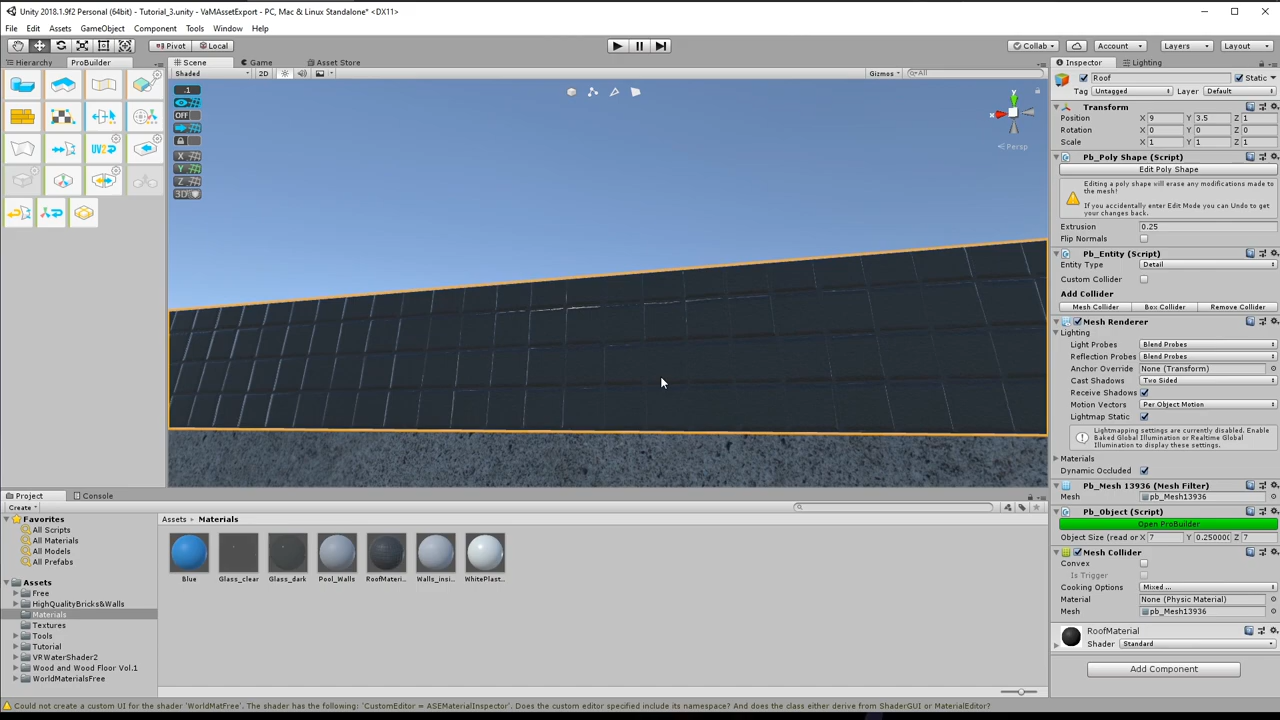 Unity 2018.1.9f2 Personal (64bit) - Tutorial_3.unity - VaMAssetExport - PC, Mac & Linux Standalone* <DX11>
File Edit Assets GameObject Component Tools Window Help
Pivot Local Collab Account Layers Layout
Hierarchy ProBuilder Scene Game Asset Store Inspector Lighting
Shaded 2D Gizmos All
.1
OFF
X
Y
Z
3D
UV2
y
x
Persp
Roof Static
Tag Untagged Layer Default
Transform
Position X 9 Y 3.5 Z 1
Rotation X 0 Y 0 Z 0
Scale X 1 Y 1 Z 1
Pb_Poly Shape (Script)
Edit Poly Shape
Editing a poly shape will erase any modifications made to
the mesh!
If you accidentally enter Edit Mode you can Undo to get
your changes back.
Extrusion 0.25
Flip Normals
Pb_Entity (Script)
Entity Type Detail
Custom Collider
Add Collider
Mesh Collider Box Collider Remove Collider
Mesh Renderer
Lighting
Light Probes Blend Probes
Reflection Probes Blend Probes
Anchor Override None (Transform)
Cast Shadows Two Sided
Receive Shadows
Motion Vectors Per Object Motion
Lightmap Static
Lightmapping settings are currently disabled. Enable
Baked Global Illumination or Realtime Global
Illumination to display these settings.
Materials
Dynamic Occluded
Pb_Mesh 13936 (Mesh Filter)
Mesh pb_Mesh13936
Pb_Object (Script)
Open ProBuilder
Object Size (read or X 7 Y 0.25000( Z 7
Mesh Collider
Convex
Is Trigger
Cooking Options Mixed ...
Material None (Physic Material)
Mesh pb_Mesh13936
RoofMaterial
Shader Standard
Add Component
Project Console
Create
Favorites
All Scripts
All Materials
All Models
All Prefabs
Assets
Free
HighQualityBricks&Walls
Materials
Textures
Tools
Tutorial
VRWaterShader2
Wood and Wood Floor Vol.1
WorldMaterialsFree
Assets Materials
Blue Glass_clear Glass_dark Pool_Walls RoofMateri... Walls_insi... WhitePlast...
Could not create a custom UI for the shader 'WorldMatFree'. The shader has the following: 'CustomEditor = ASEMaterialInspector'. Does the custom editor specified include its namespace? And does the class either derive from ShaderGUI or MaterialEditor?